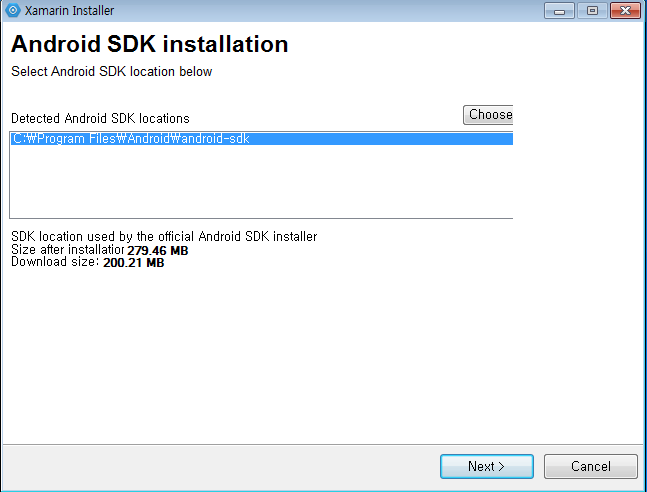 Xamarin Installer
Android SDK installation
Select Android SDK location below
Detected Android SDK locations
Choose
C:₩Program Files₩Android₩android-sdk
SDK location used by the official Android SDK installer
Size after installation 279.46 MB
Download size: 200.21 MB
Next >
Cancel